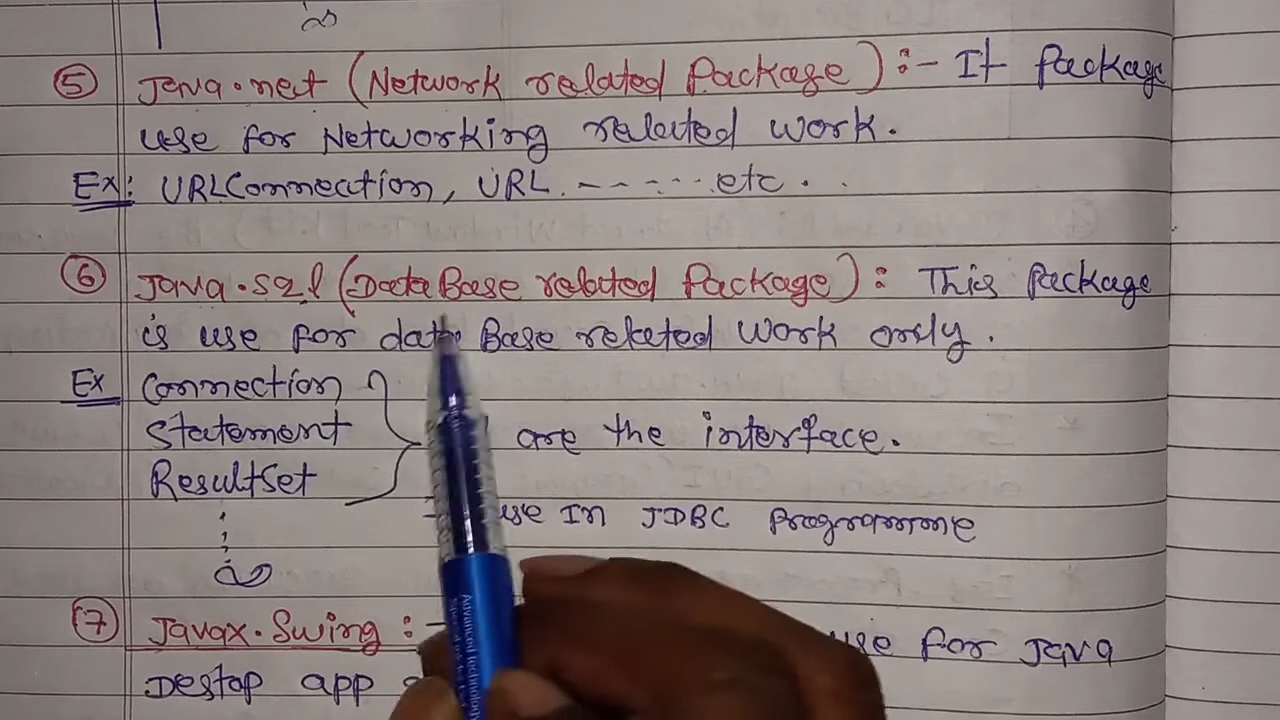 ⑤ Java.net (Network related Package) :- It Package
use for Networking related work.
Ex: URLConnection, URL ------ etc.
⑥ Java.sql (DataBase related Package) : This Package
is use for data Base related work only.
Ex Connection
Statement are the interface.
ResultSet
use In JDBC Programme
⑦ Javax.Swing : - use for Java
Destop app